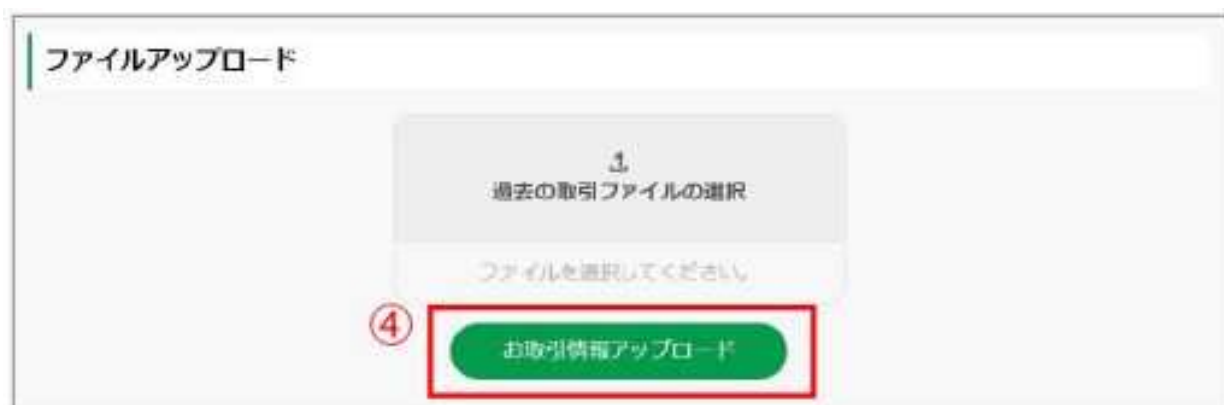 ファイルアップロード
過去の取引ファイルの選択
ファイルを選択してください。
④
お取引情報アップロード